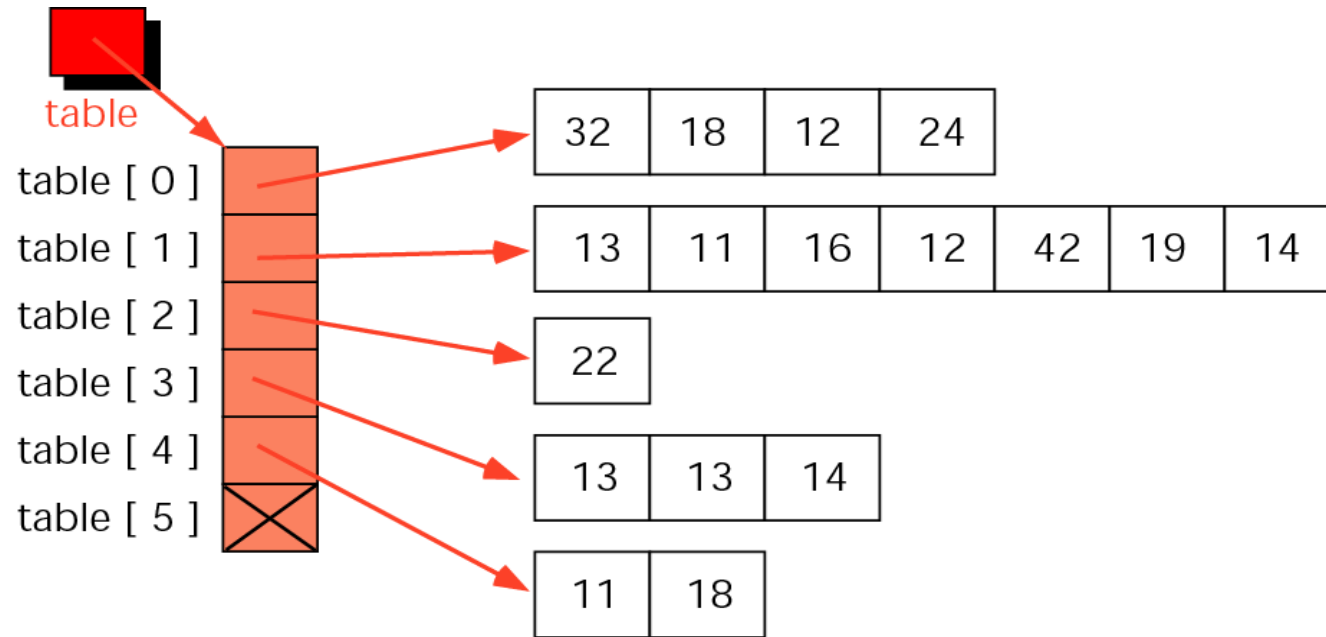 table
32 18 12 24
table [ 0 ]
table [ 1 ] 13 11 16 12 42 19 14
table [ 2 ]
22
table [ 3 ]
table [ 4 ] 13 13 14
table [ 5 ]
11 18